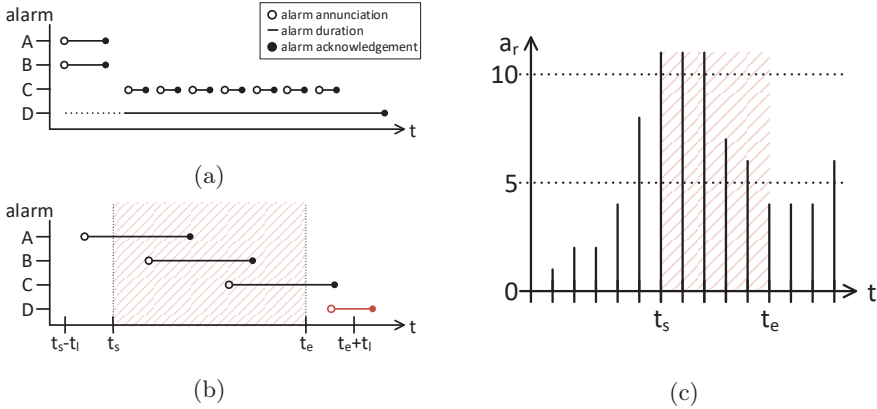 alarm
A
B
C
D
t
alarm annunciation
alarm duration
alarm acknowledgement
(a)
alarm
A
B
C
D
t
ts-tl
ts
te
te+tl
(b)
ar
10
5
0
ts
te
t
(c)